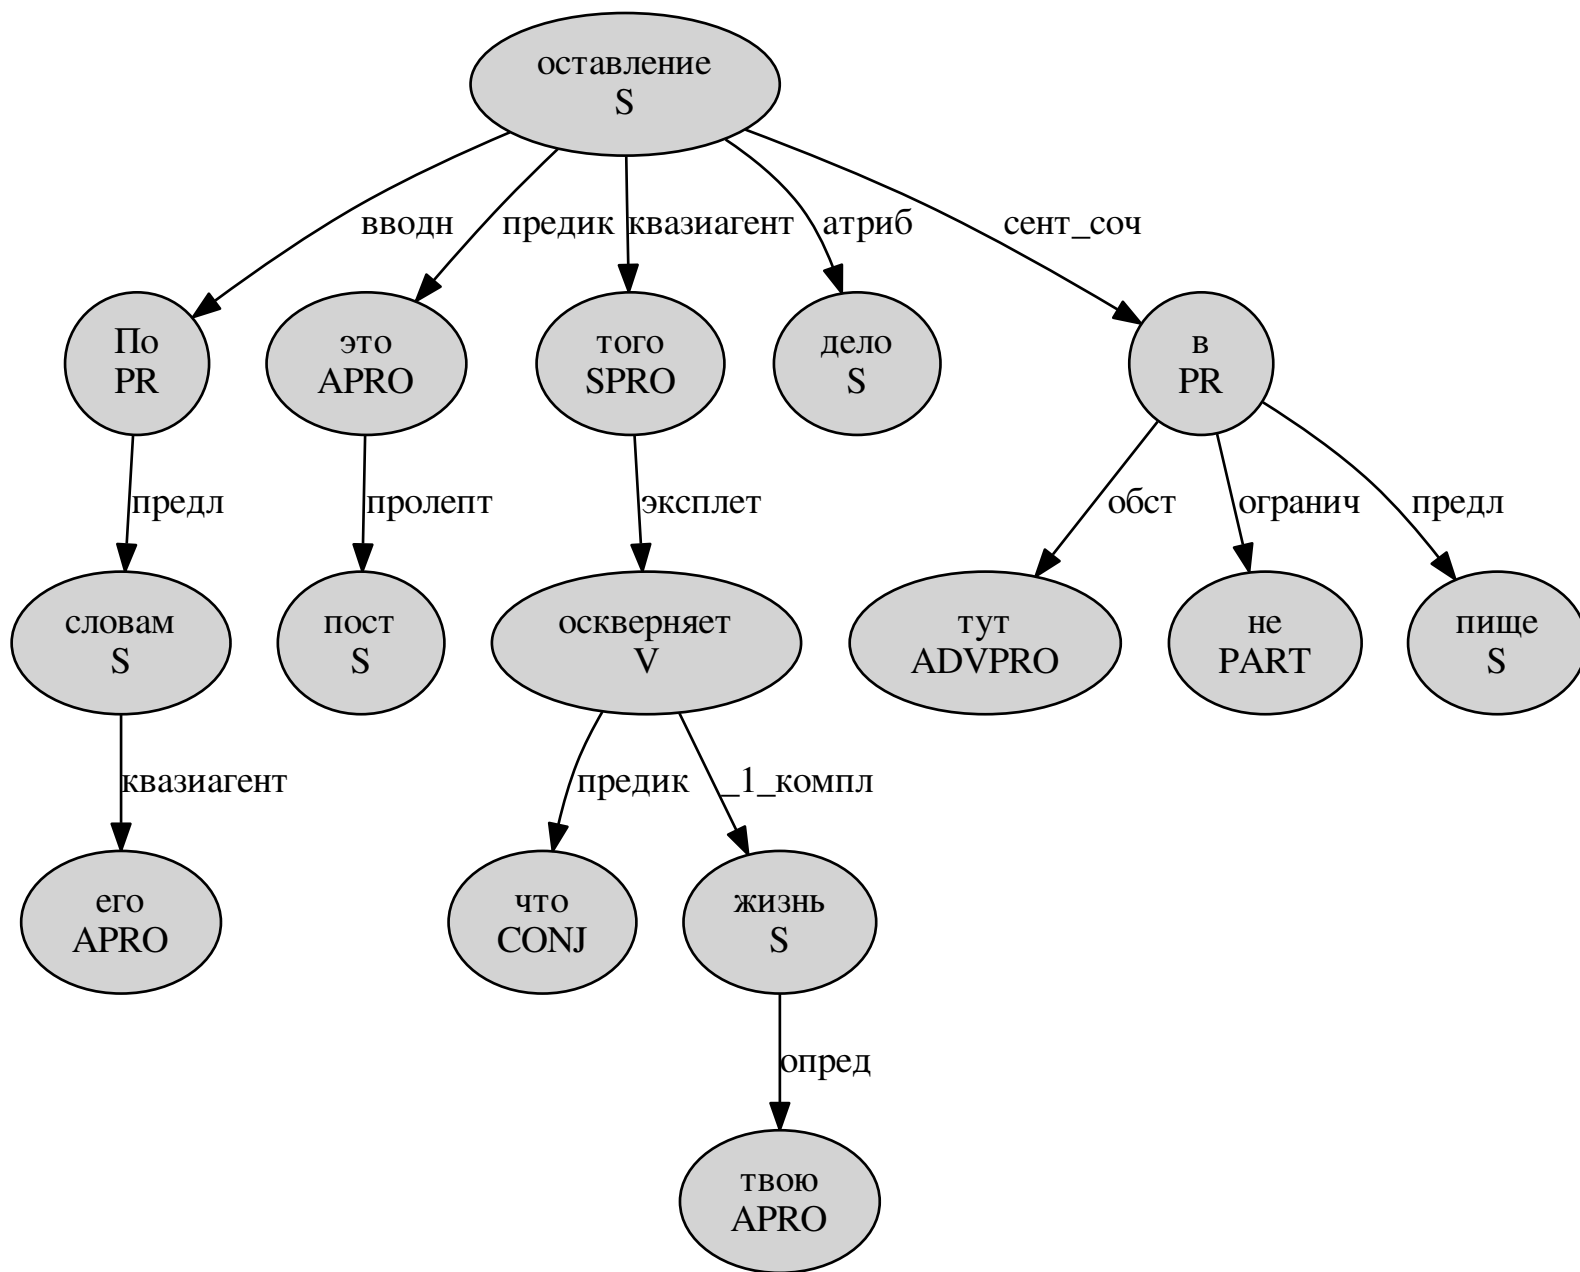 оставление
S
вводн
предик
квазиагент
атриб
сент_соч
По
PR
это
APRO
того
SPRO
дело
S
в
PR
предл
пролепт
эксплет
обст
огранич
предл
словам
S
пост
S
оскверняет
V
тут
ADVPRO
не
PART
пище
S
квазиагент
предик
_1_компл
его
APRO
что
CONJ
жизнь
S
опред
твою
APRO